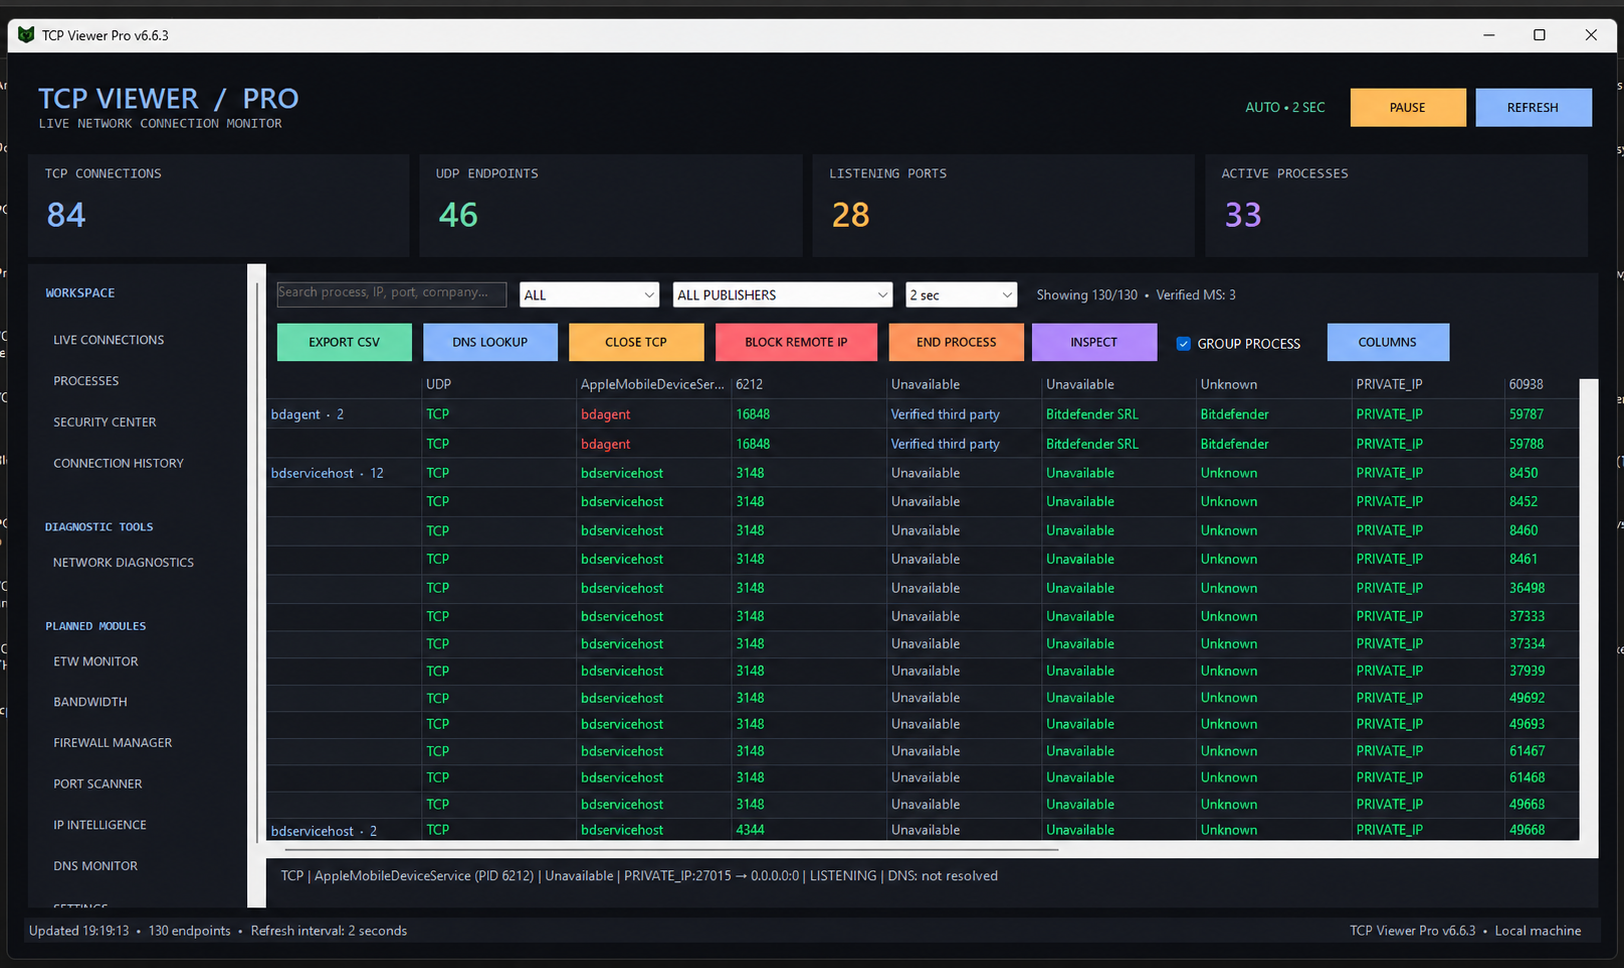 TCP Viewer Pro v6.6.3
TCP VIEWER / PRO
LIVE NETWORK CONNECTION MONITOR
AUTO • 2 SEC
PAUSE
REFRESH
TCP CONNECTIONS
84
UDP ENDPOINTS
46
LISTENING PORTS
28
ACTIVE PROCESSES
33
WORKSPACE
LIVE CONNECTIONS
PROCESSES
SECURITY CENTER
CONNECTION HISTORY
DIAGNOSTIC TOOLS
NETWORK DIAGNOSTICS
PLANNED MODULES
ETW MONITOR
BANDWIDTH
FIREWALL MANAGER
PORT SCANNER
IP INTELLIGENCE
DNS MONITOR
SETTINGS
Search process, IP, port, company...
ALL
ALL PUBLISHERS
2 sec
Showing 130/130 • Verified MS: 3
EXPORT CSV
DNS LOOKUP
CLOSE TCP
BLOCK REMOTE IP
END PROCESS
INSPECT
GROUP PROCESS
COLUMNS
UDP AppleMobileDeviceSer... 6212 Unavailable Unavailable Unknown PRIVATE_IP 60938
bdagent · 2 TCP bdagent 16848 Verified third party Bitdefender SRL Bitdefender PRIVATE_IP 59787
TCP bdagent 16848 Verified third party Bitdefender SRL Bitdefender PRIVATE_IP 59788
bdservicehost · 12 TCP bdservicehost 3148 Unavailable Unavailable Unknown PRIVATE_IP 8450
TCP bdservicehost 3148 Unavailable Unavailable Unknown PRIVATE_IP 8452
TCP bdservicehost 3148 Unavailable Unavailable Unknown PRIVATE_IP 8460
TCP bdservicehost 3148 Unavailable Unavailable Unknown PRIVATE_IP 8461
TCP bdservicehost 3148 Unavailable Unavailable Unknown PRIVATE_IP 36498
TCP bdservicehost 3148 Unavailable Unavailable Unknown PRIVATE_IP 37333
TCP bdservicehost 3148 Unavailable Unavailable Unknown PRIVATE_IP 37334
TCP bdservicehost 3148 Unavailable Unavailable Unknown PRIVATE_IP 37939
TCP bdservicehost 3148 Unavailable Unavailable Unknown PRIVATE_IP 49692
TCP bdservicehost 3148 Unavailable Unavailable Unknown PRIVATE_IP 49693
TCP bdservicehost 3148 Unavailable Unavailable Unknown PRIVATE_IP 61467
TCP bdservicehost 3148 Unavailable Unavailable Unknown PRIVATE_IP 61468
TCP bdservicehost 3148 Unavailable Unavailable Unknown PRIVATE_IP 49668
bdservicehost · 2 TCP bdservicehost 4344 Unavailable Unavailable Unknown PRIVATE_IP 49668
TCP | AppleMobileDeviceService (PID 6212) | Unavailable | PRIVATE_IP:27015 → 0.0.0.0:0 | LISTENING | DNS: not resolved
Updated 19:19:13 • 130 endpoints • Refresh interval: 2 seconds
TCP Viewer Pro v6.6.3 • Local machine